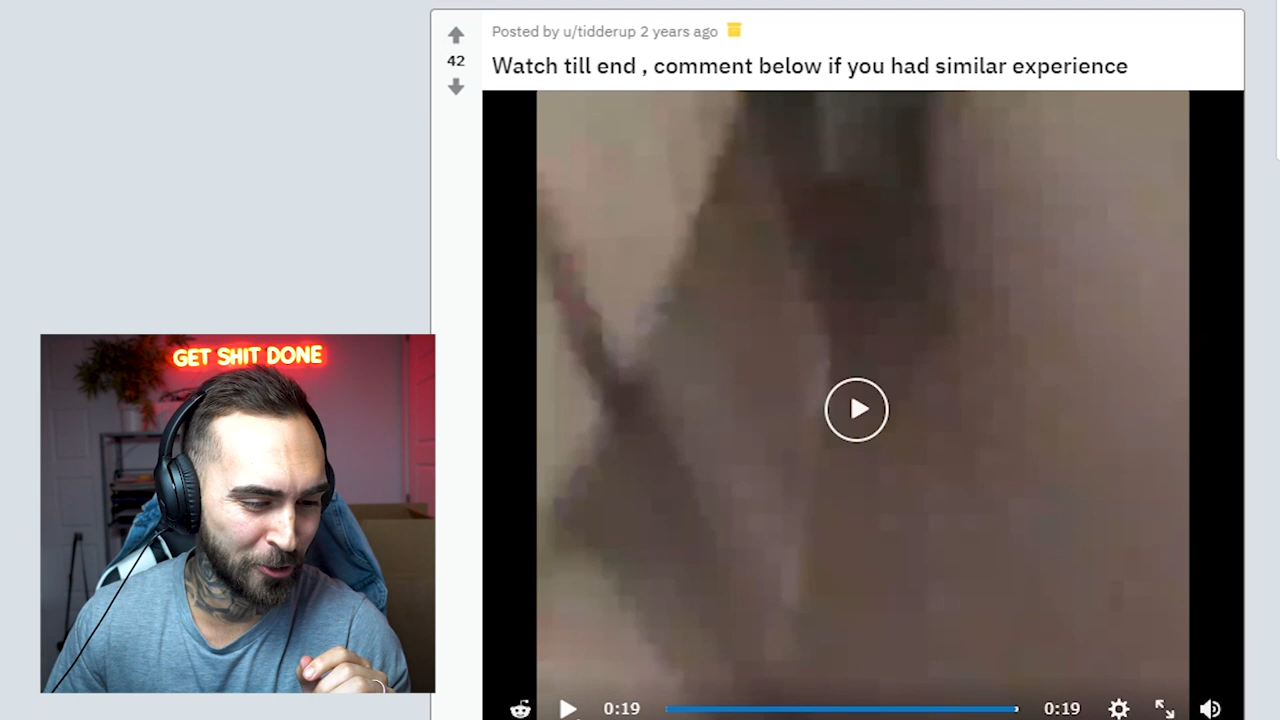 Posted by u/tidderup 2 years ago
42
Watch till end , comment below if you had similar experience
GET SHIT DONE
0:19
0:19